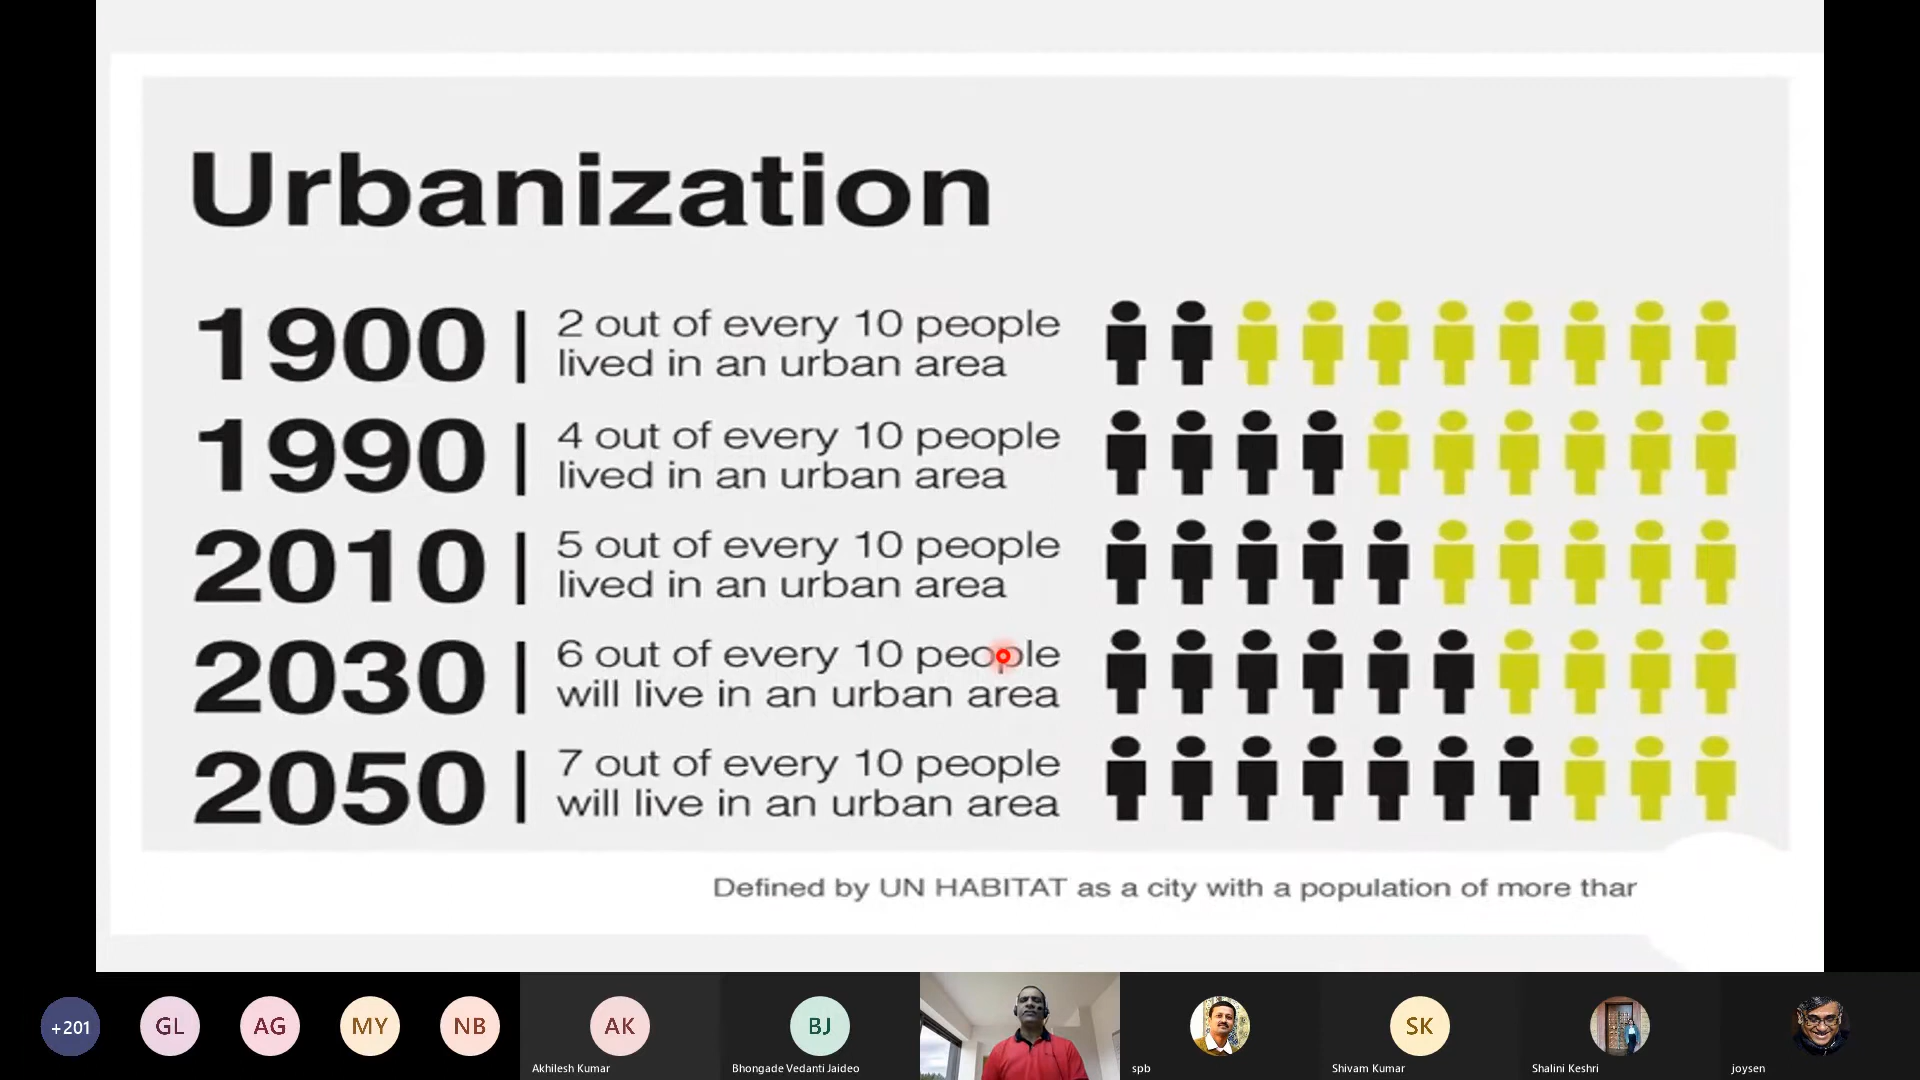 Urbanization
1900
2 out of every 10 people
lived in an urban area
1990
4 out of every 10 people
lived in an urban area
2010
5 out of every 10 people
lived in an urban area
2030
6 out of every 10 people
will live in an urban area
2050
7 out of every 10 people
will live in an urban area
Defined by UN HABITAT as a city with a population of more thar
+201
GL
AG
MY
NB
AK
Akhilesh Kumar
BJ
Bhongade Vedanti Jaideo
spb
SK
Shivam Kumar
Shalini Keshri
joysen